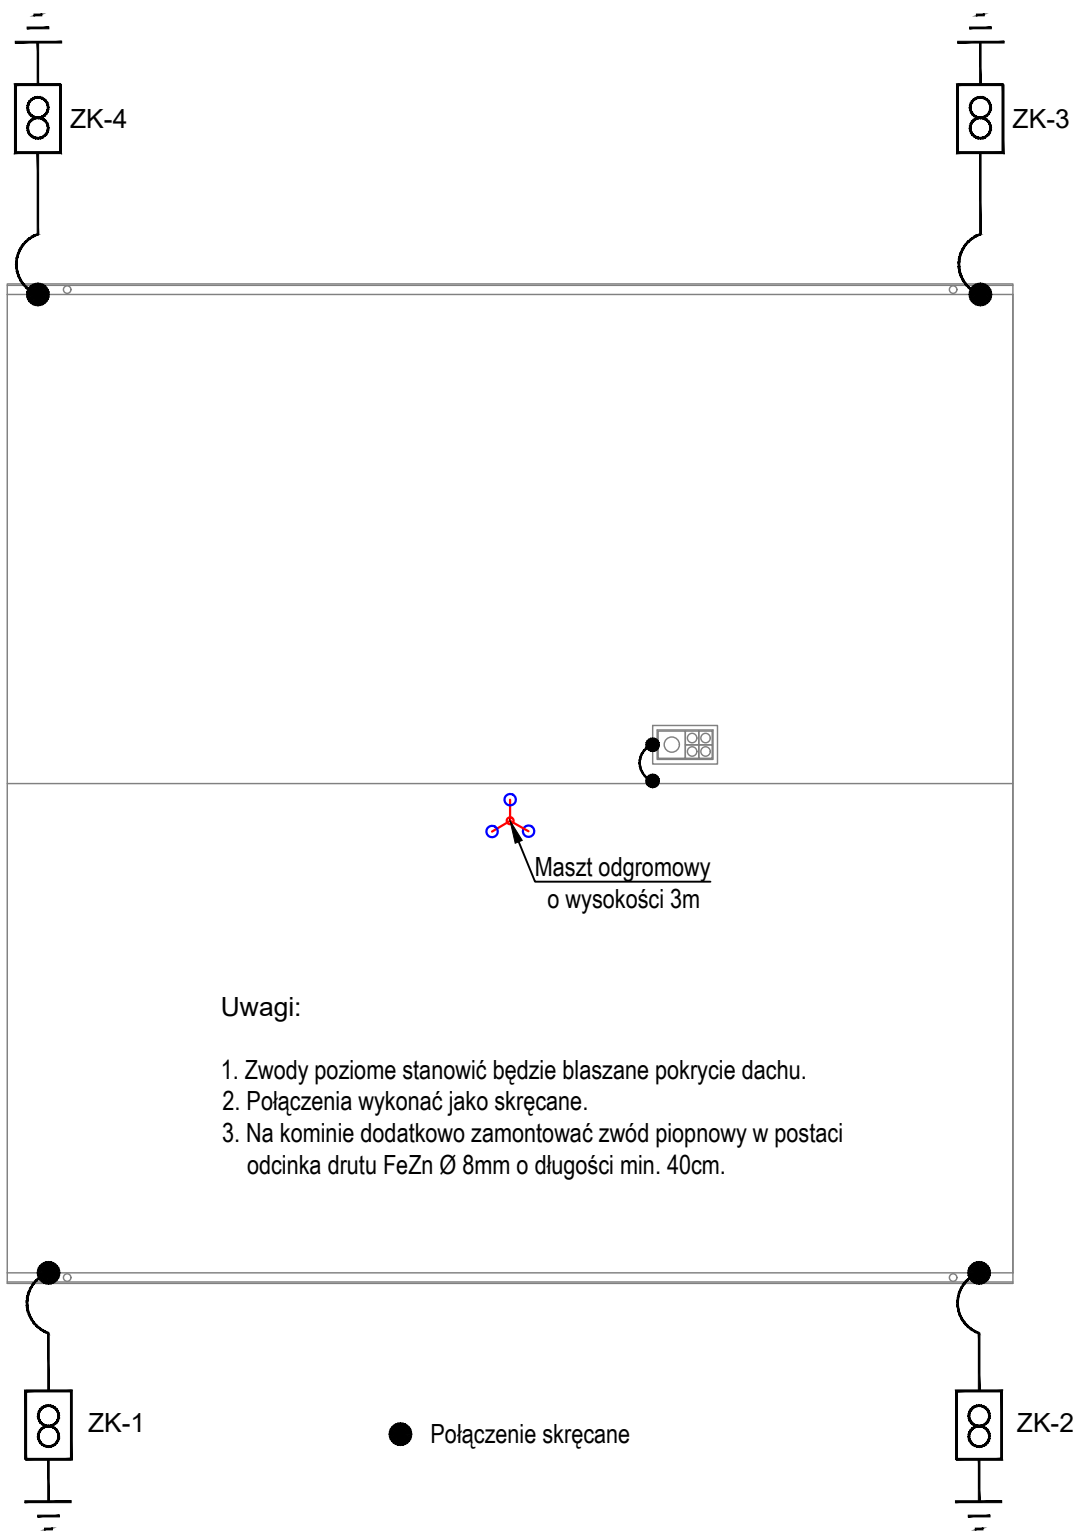 ZK-4
ZK-3
Maszt odgromowy
o wysokości 3m
Uwagi:
1. Zwody poziome stanowić będzie blaszane pokrycie dachu.
2. Połączenia wykonać jako skręcane.
3. Na kominie dodatkowo zamontować zwód piopnowy w postaci
odcinka drutu FeZn Ø 8mm o długości min. 40cm.
ZK-1
Połączenie skręcane
ZK-2